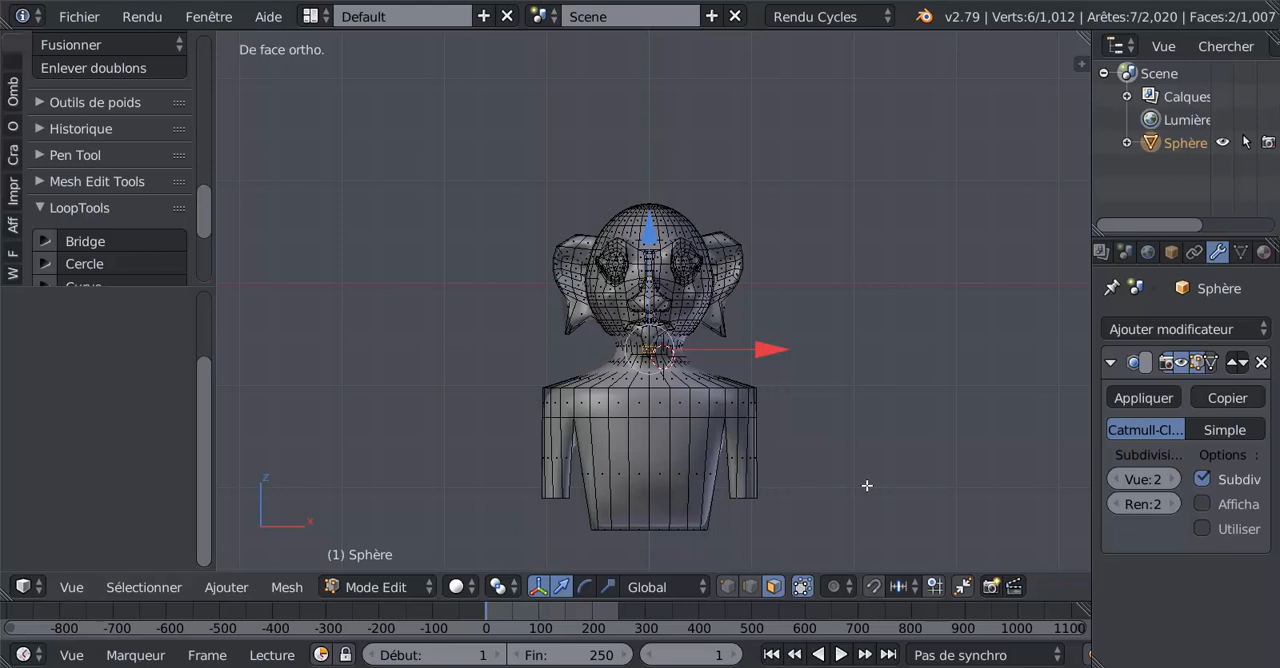 Fichier Rendu Fenêtre Aide Default Scene Rendu Cycles v2.79 | Verts:6/1,012 | Arêtes:7/2,020 | Faces:2/1,007
Fusionner
Enlever doublons
Outils de poids
Historique
Pen Tool
Mesh Edit Tools
LoopTools
Bridge
Cercle
Omb
O
Cra
Impr
Aff
F
W
De face ortho.
z
x
(1) Sphère
Vue Chercher
Scene
Calques
Lumière
Sphère
Sphère
Ajouter modificateur
Appliquer Copier
Catmull-Cl... Simple
Subdivisi... Options :
Vue:2 Subdiv
Ren:2 Afficha
Utiliser
Vue Sélectionner Ajouter Mesh Mode Edit Global
-800 -700 -600 -500 -400 -300 -200 -100 0 100 200 300 400 500 600 700 800 900 1000 1100
Vue Marqueur Frame Lecture Début: 1 Fin: 250 1 Pas de synchro